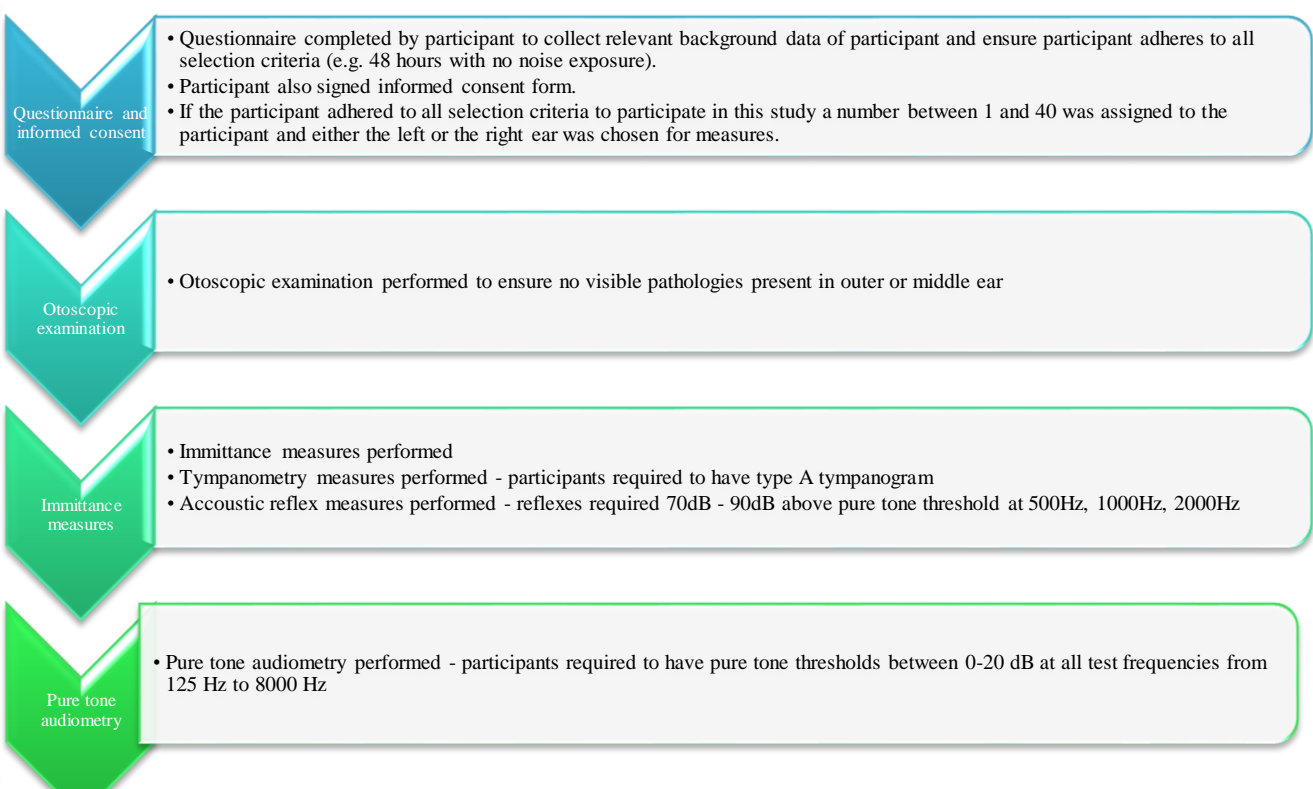 Questionnaire and
informed consent
• Questionnaire completed by participant to collect relevant background data of participant and ensure participant adheres to all
selection criteria (e.g. 48 hours with no noise exposure).
• Participant also signed informed consent form.
• If the participant adhered to all selection criteria to participate in this study a number between 1 and 40 was assigned to the
participant and either the left or the right ear was chosen for measures.
Otoscopic
examination
• Otoscopic examination performed to ensure no visible pathologies present in outer or middle ear
Immittance
measures
• Immittance measures performed
• Tympanometry measures performed - participants required to have type A tympanogram
• Accoustic reflex measures performed - reflexes required 70dB - 90dB above pure tone threshold at 500Hz, 1000Hz, 2000Hz
Pure tone
audiometry
• Pure tone audiometry performed - participants required to have pure tone thresholds between 0-20 dB at all test frequencies from
125 Hz to 8000 Hz